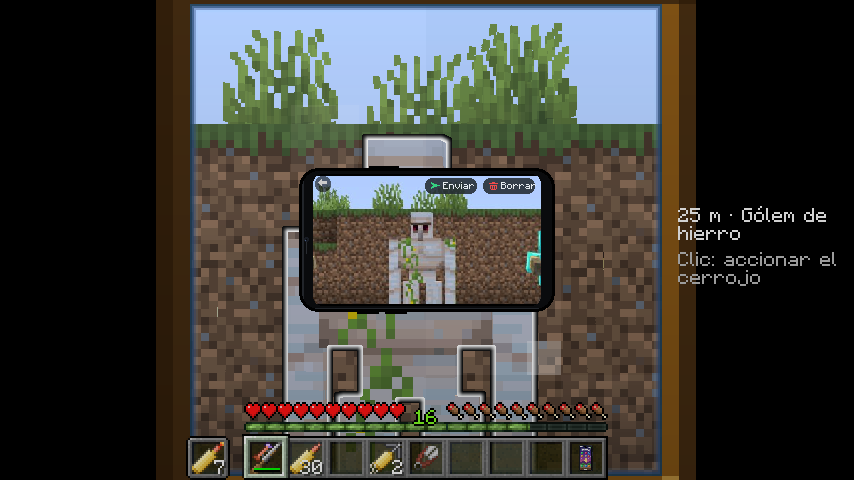 Enviar
Borrar
25 m · Gólem de
hierro
Clic: accionar el
cerrojo
16
7
30
2